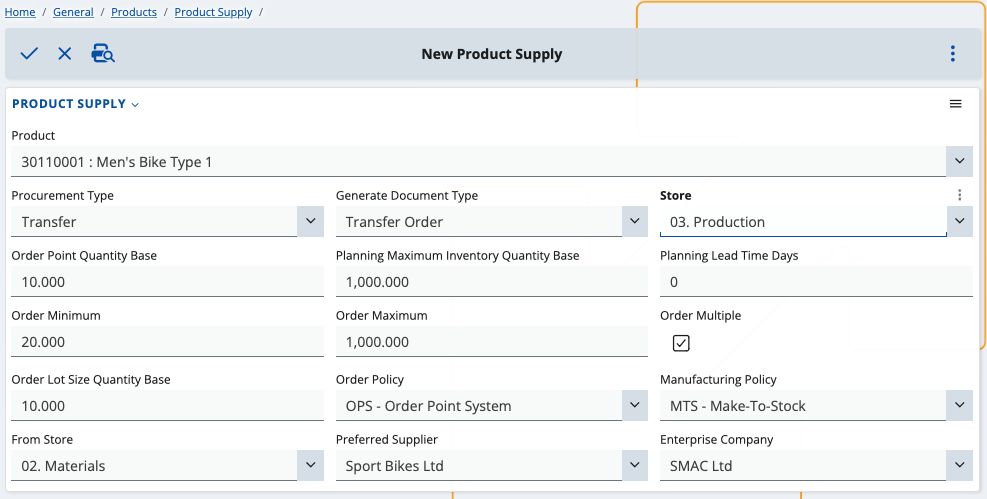 Home / General / Products / Product Supply /
New Product Supply
PRODUCT SUPPLY
Product
30110001 : Men's Bike Type 1
Procurement Type Generate Document Type Store
Transfer Transfer Order 03. Production
Order Point Quantity Base Planning Maximum Inventory Quantity Base Planning Lead Time Days
10.000 1,000.000 0
Order Minimum Order Maximum Order Multiple
20.000 1,000.000
Order Lot Size Quantity Base Order Policy Manufacturing Policy
10.000 OPS - Order Point System MTS - Make-To-Stock
From Store Preferred Supplier Enterprise Company
02. Materials Sport Bikes Ltd SMAC Ltd